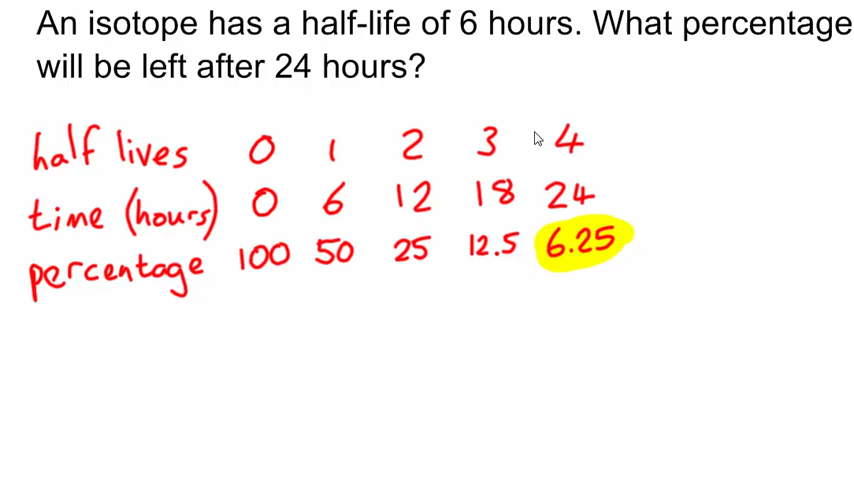 An isotope has a half-life of 6 hours. What percentage
will be left after 24 hours?
half lives 0 1 2 3 4
time (hours) 0 6 12 18 24
percentage 100 50 25 12.5 6.25